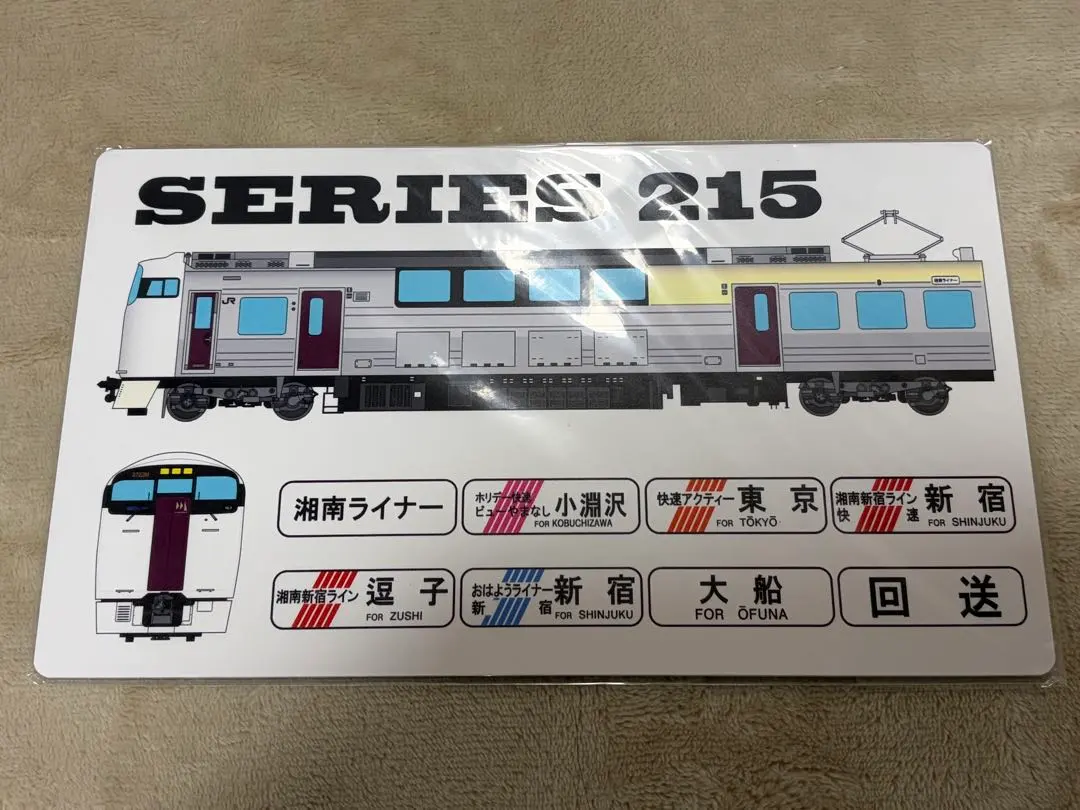 SERIES 215
JR
湘南ライナー
湘南ライナー
ホリデー快速
ビューやまなし
小淵沢
FOR KOBUCHIZAWA
快速アクティー
東京
FOR TŌKYŌ
湘南新宿ライン
快速
新宿
FOR SHINJUKU
湘南新宿ライン
逗子
FOR ZUSHI
おはようライナー
新宿
新宿
FOR SHINJUKU
大船
FOR ŌFUNA
回送